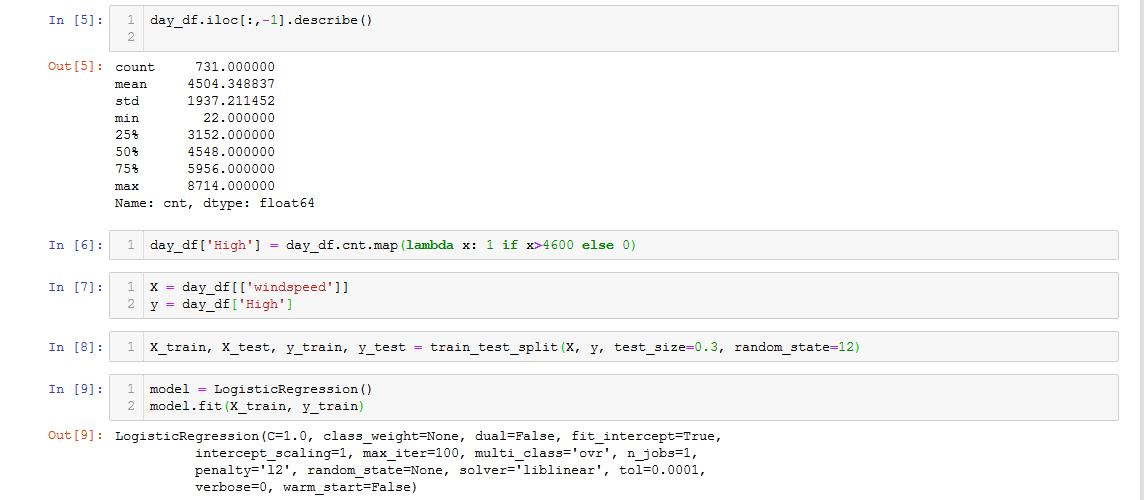 In [5]: 1 day_df.iloc[:,-1].describe()
2
Out[5]: count 731.000000
mean 4504.348837
std 1937.211452
min 22.000000
25% 3152.000000
50% 4548.000000
75% 5956.000000
max 8714.000000
Name: cnt, dtype: float64
In [6]: 1 day_df['High'] = day_df.cnt.map(lambda x: 1 if x>4600 else 0)
In [7]: 1 X = day_df[['windspeed']]
2 y = day_df['High']
In [8]: 1 X_train, X_test, y_train, y_test = train_test_split(X, y, test_size=0.3, random_state=12)
In [9]: 1 model = LogisticRegression()
2 model.fit(X_train, y_train)
Out[9]: LogisticRegression(C=1.0, class_weight=None, dual=False, fit_intercept=True,
intercept_scaling=1, max_iter=100, multi_class='ovr', n_jobs=1,
penalty='l2', random_state=None, solver='liblinear', tol=0.0001,
verbose=0, warm_start=False)